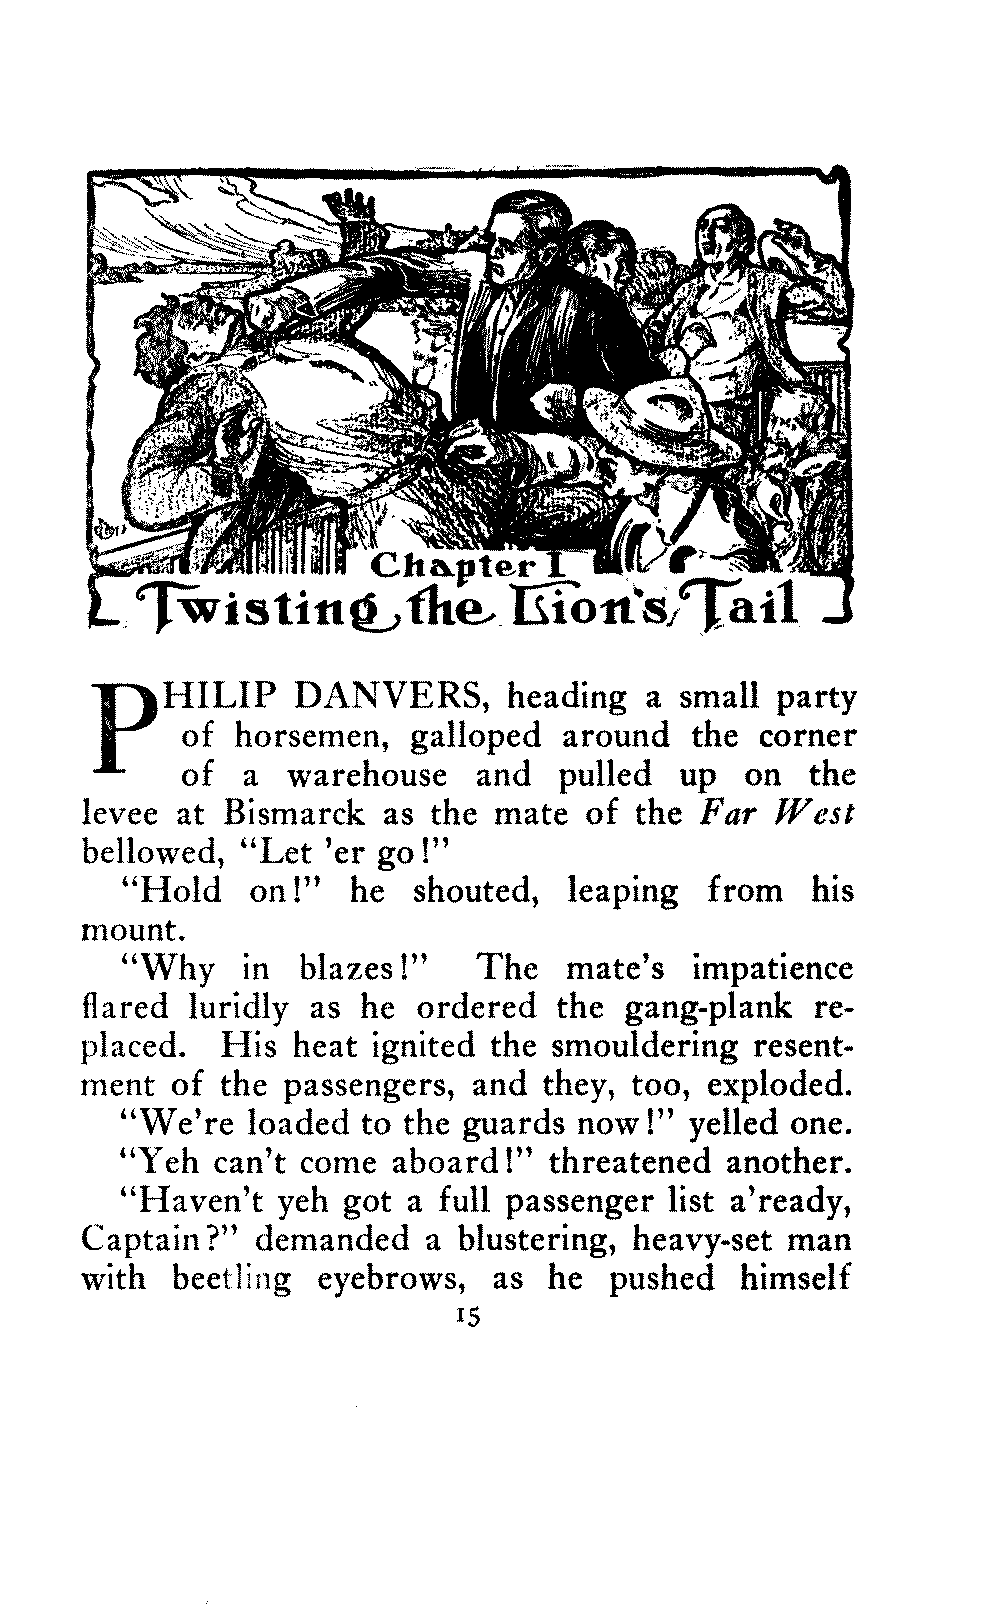 Chapter I
Twisting the Lion's Tail
PHILIP DANVERS, heading a small party
of horsemen, galloped around the corner
of a warehouse and pulled up on the
levee at Bismarck as the mate of the Far West
bellowed, "Let 'er go!"
"Hold on!" he shouted, leaping from his
mount.
"Why in blazes!" The mate's impatience
flared luridly as he ordered the gang-plank re-
placed. His heat ignited the smouldering resent-
ment of the passengers, and they, too, exploded.
"We're loaded to the guards now!" yelled one.
"Yeh can't come aboard!" threatened another.
"Haven't yeh got a full passenger list a'ready,
Captain?" demanded a blustering, heavy-set man
with beetling eyebrows, as he pushed himself
15